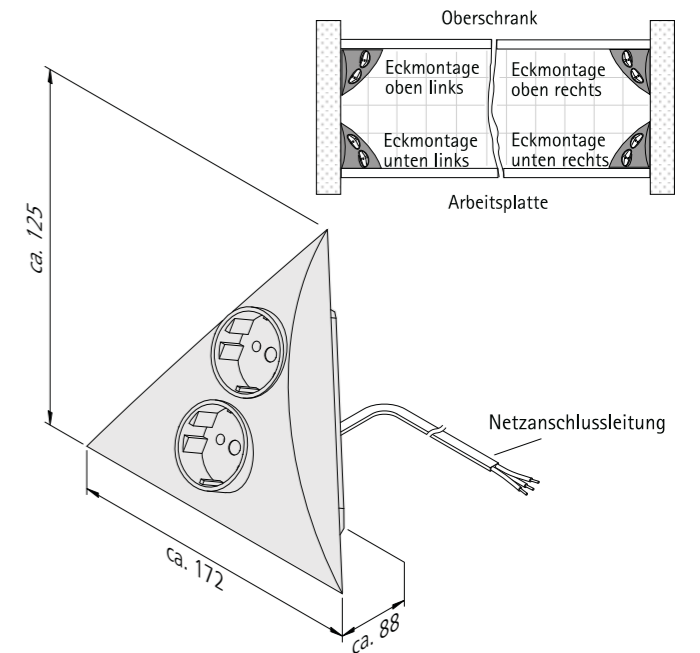 Oberschrank
Eckmontage
oben links
Eckmontage
oben rechts
Eckmontage
unten links
Eckmontage
unten rechts
Arbeitsplatte
ca. 125
Netzanschlussleitung
ca. 172
ca. 88